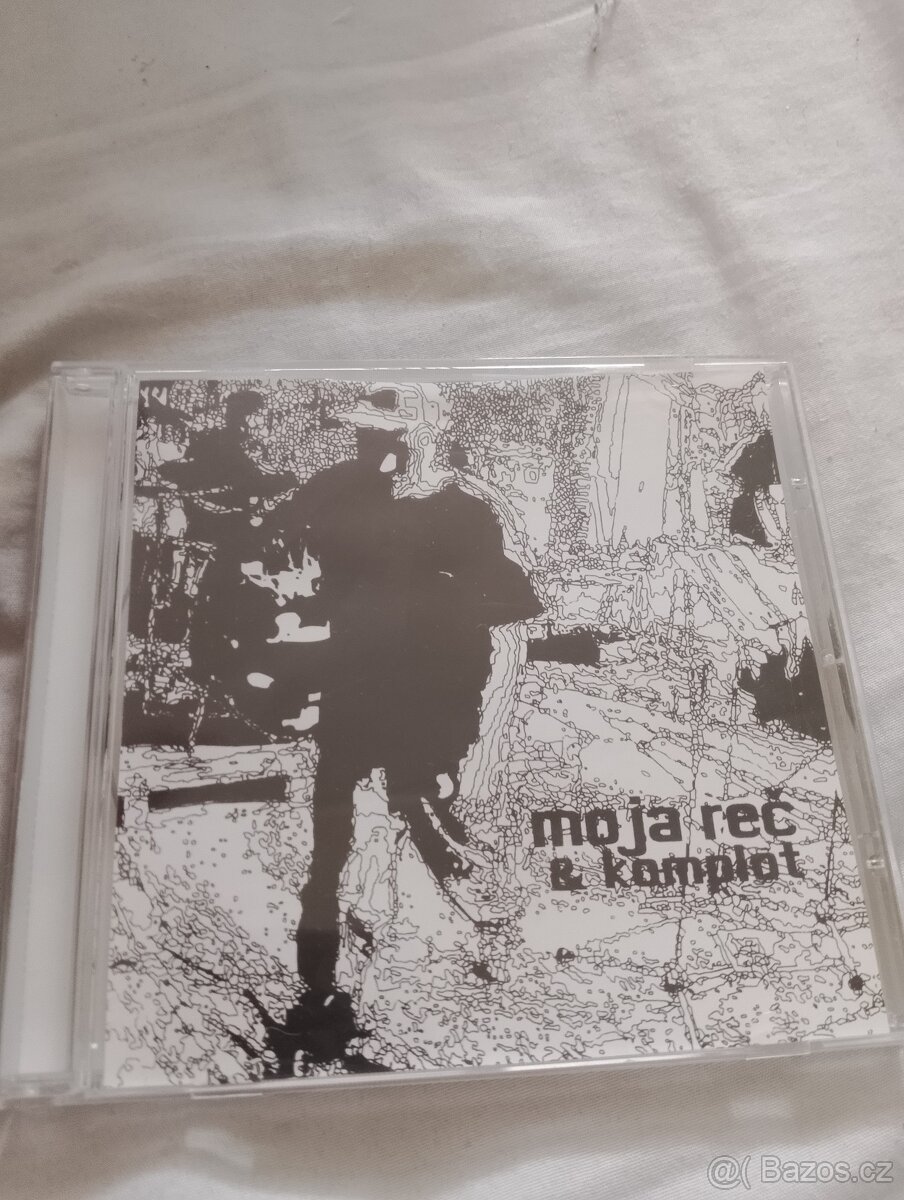 moja reč
& komplot
@( Bazos.cz